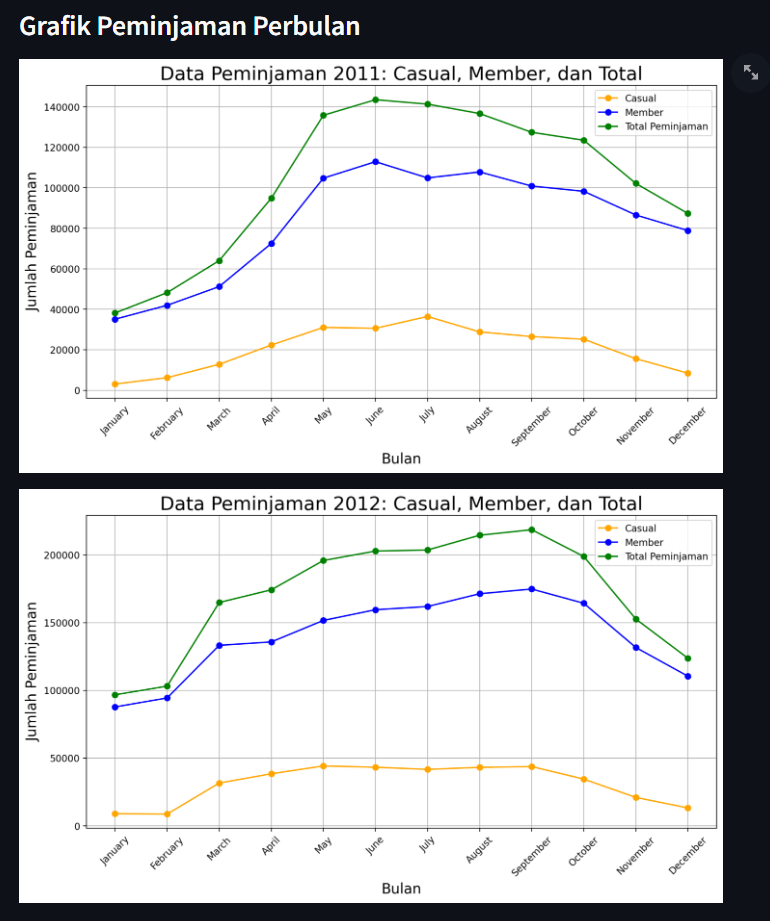 Grafik Peminjaman Perbulan
Data Peminjaman 2011: Casual, Member, dan Total
Casual
Member
Total Peminjaman
140000
120000
100000
80000
60000
40000
20000
0
Jumlah Peminjaman
January
February
March
April
May
June
July
August
September
October
November
December
Bulan
Data Peminjaman 2012: Casual, Member, dan Total
Casual
Member
Total Peminjaman
200000
150000
100000
50000
0
Jumlah Peminjaman
January
February
March
April
May
June
July
August
September
October
November
December
Bulan